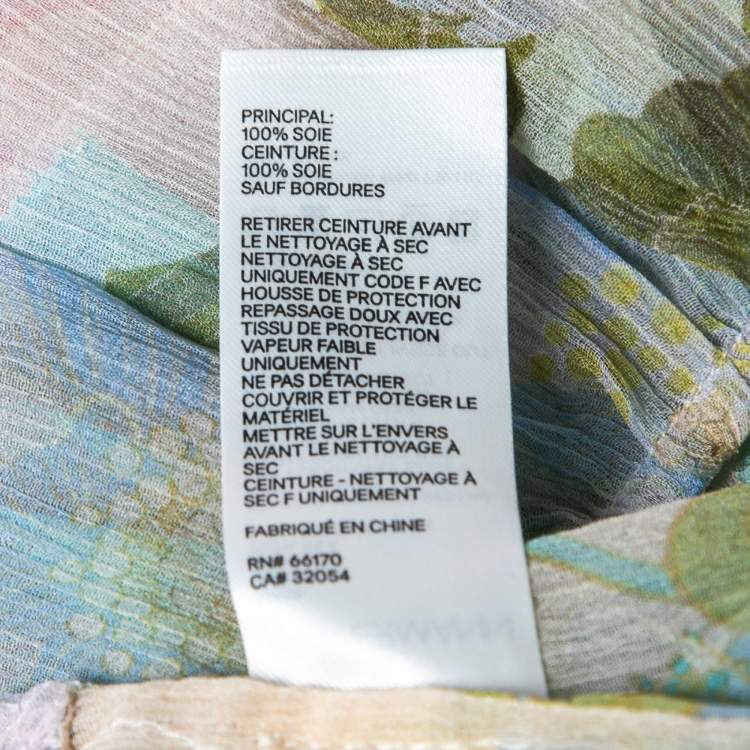 PRINCIPAL:
100% SOIE
CEINTURE :
100% SOIE
SAUF BORDURES
RETIRER CEINTURE AVANT
LE NETTOYAGE À SEC
NETTOYAGE À SEC
UNIQUEMENT CODE F AVEC
HOUSSE DE PROTECTION
REPASSAGE DOUX AVEC
TISSU DE PROTECTION
VAPEUR FAIBLE
UNIQUEMENT
NE PAS DÉTACHER
COUVRIR ET PROTÉGER LE
MATÉRIEL
METTRE SUR L'ENVERS
AVANT LE NETTOYAGE À
SEC
CEINTURE - NETTOYAGE À
SEC F UNIQUEMENT
FABRIQUÉ EN CHINE
RN# 66170
CA# 32054